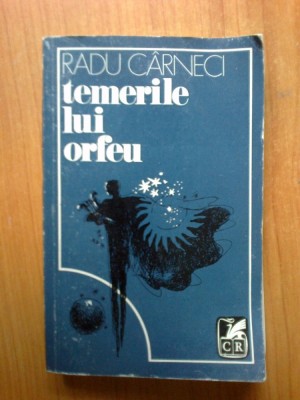 RADU CÂRNECI
temerile
lui
orfeu
CR